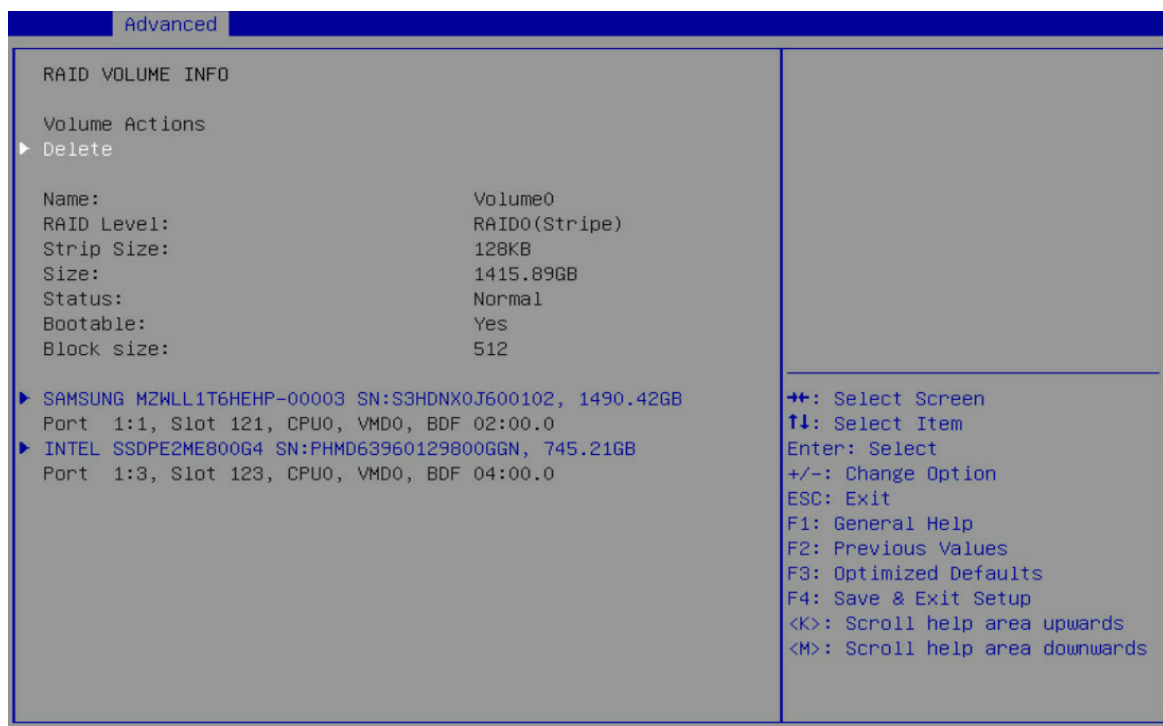 Advanced
RAID VOLUME INFO
Volume Actions
Delete
Name: Volume0
RAID Level: RAID0(Stripe)
Strip Size: 128KB
Size: 1415.89GB
Status: Normal
Bootable: Yes
Block size: 512
SAMSUNG MZWLL1T6HEHP-00003 SN:S3HDNX0J600102, 1490.42GB
Port 1:1, Slot 121, CPU0, VMD0, BDF 02:00.0
INTEL SSDPE2ME800G4 SN:PHMD63960129800GGN, 745.21GB
Port 1:3, Slot 123, CPU0, VMD0, BDF 04:00.0
→←: Select Screen
↑↓: Select Item
Enter: Select
+/-: Change Option
ESC: Exit
F1: General Help
F2: Previous Values
F3: Optimized Defaults
F4: Save & Exit Setup
<K>: Scroll help area upwards
<M>: Scroll help area downwards